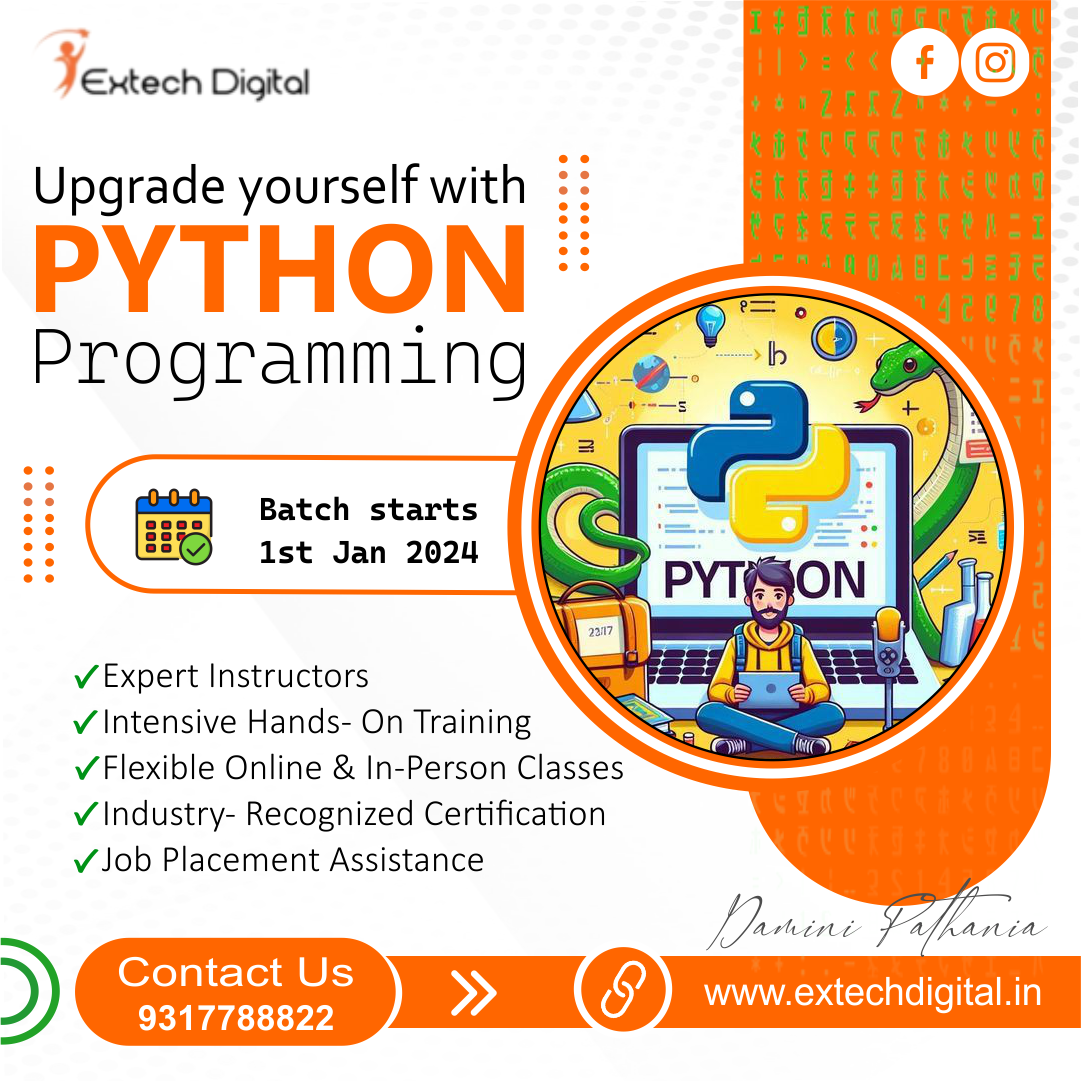 Extech Digital
Upgrade yourself with
PYTHON
Programming
Batch starts
1st Jan 2024
PYTHON
23/17
✓Expert Instructors
✓Intensive Hands- On Training
✓Flexible Online & In-Person Classes
✓Industry- Recognized Certification
✓Job Placement Assistance
Damini Pathania
Contact Us
9317788822
www.extechdigital.in